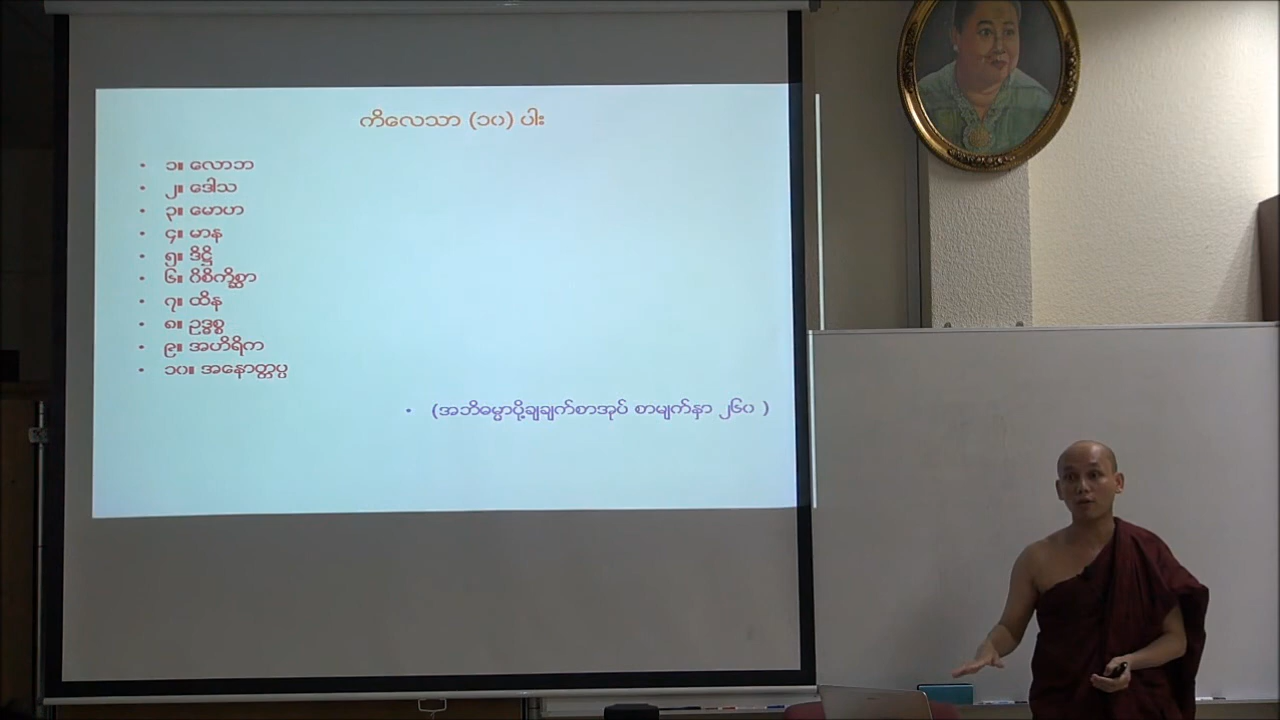 ကိလေသာ (၁၀) ပါး
• ၁။ လောဘ
• ၂။ ဒေါသ
• ၃။ မောဟ
• ၄။ မာန
• ၅။ ဒိဋ္ဌိ
• ၆။ ဝိစိကိစ္ဆာ
• ၇။ ထိန
• ၈။ ဥဒ္ဓစ္စ
• ၉။ အဟိရိက
• ၁၀။ အနောတ္တပ္ပ
• (အဘိဓမ္မာပို့ချချက်စာအုပ် စာမျက်နှာ ၂၆၀ )